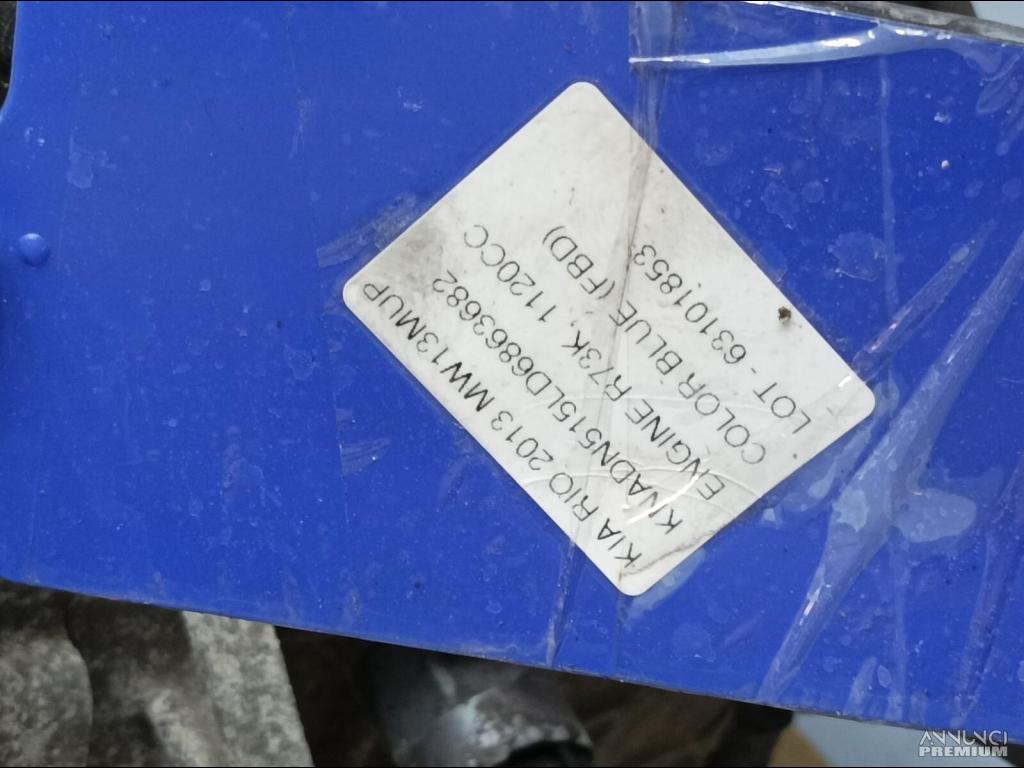 KIA RIO 2013 MW13MUP
KNADN515LD6863682
ENGINE R73K, 1120CC
COLOR BLUE (FBD)
LOT - 63101853
ANNUNCI
PREMIUM